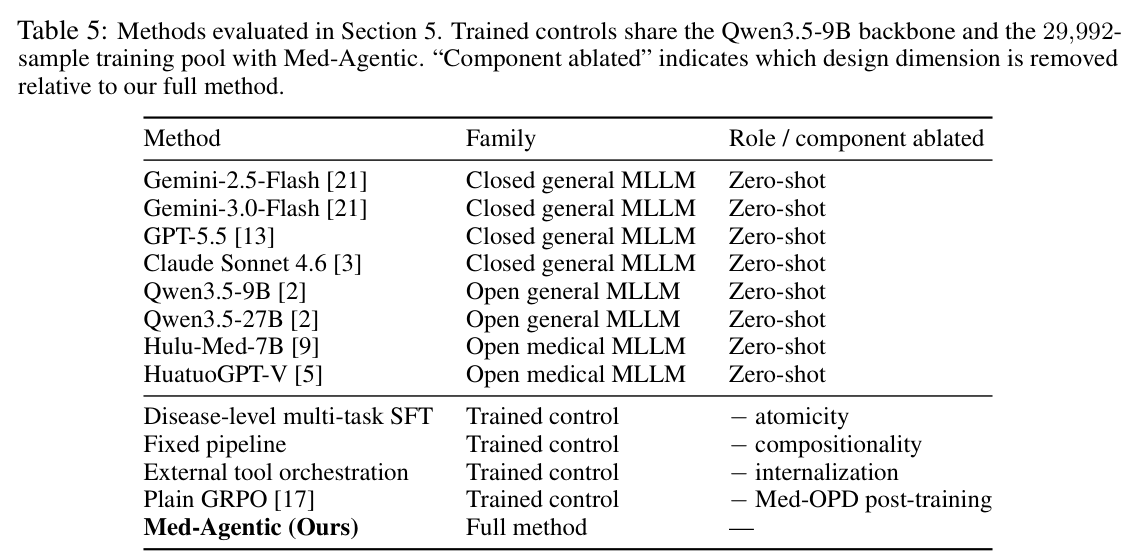 Table 5: Methods evaluated in Section 5. Trained controls share the Qwen3.5-9B backbone and the 29,992-
sample training pool with Med-Agentic. “Component ablated” indicates which design dimension is removed
relative to our full method.
Method Family Role / component ablated
Gemini-2.5-Flash [21] Closed general MLLM Zero-shot
Gemini-3.0-Flash [21] Closed general MLLM Zero-shot
GPT-5.5 [13] Closed general MLLM Zero-shot
Claude Sonnet 4.6 [3] Closed general MLLM Zero-shot
Qwen3.5-9B [2] Open general MLLM Zero-shot
Qwen3.5-27B [2] Open general MLLM Zero-shot
Hulu-Med-7B [9] Open medical MLLM Zero-shot
HuatuoGPT-V [5] Open medical MLLM Zero-shot
Disease-level multi-task SFT Trained control − atomicity
Fixed pipeline Trained control − compositionality
External tool orchestration Trained control − internalization
Plain GRPO [17] Trained control − Med-OPD post-training
Med-Agentic (Ours) Full method —